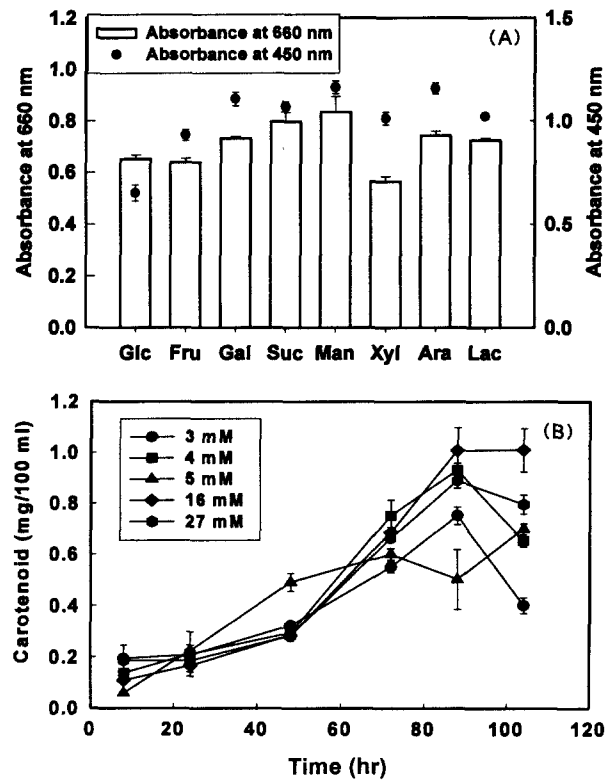 Absorbance at 660 nm
Absorbance at 450 nm
(A)
Absorbance at 660 nm
1.2
1.0
0.8
0.6
0.4
0.2
0.0
Absorbance at 450 nm
1.5
1.0
0.5
0.0
Glc Fru Gal Suc Man Xyl Ara Lac
(B)
3 mM
4 mM
5 mM
16 mM
27 mM
Carotenoid (mg/100 ml)
1.2
1.0
0.8
0.6
0.4
0.2
0.0
0 20 40 60 80 100 120
Time (hr)